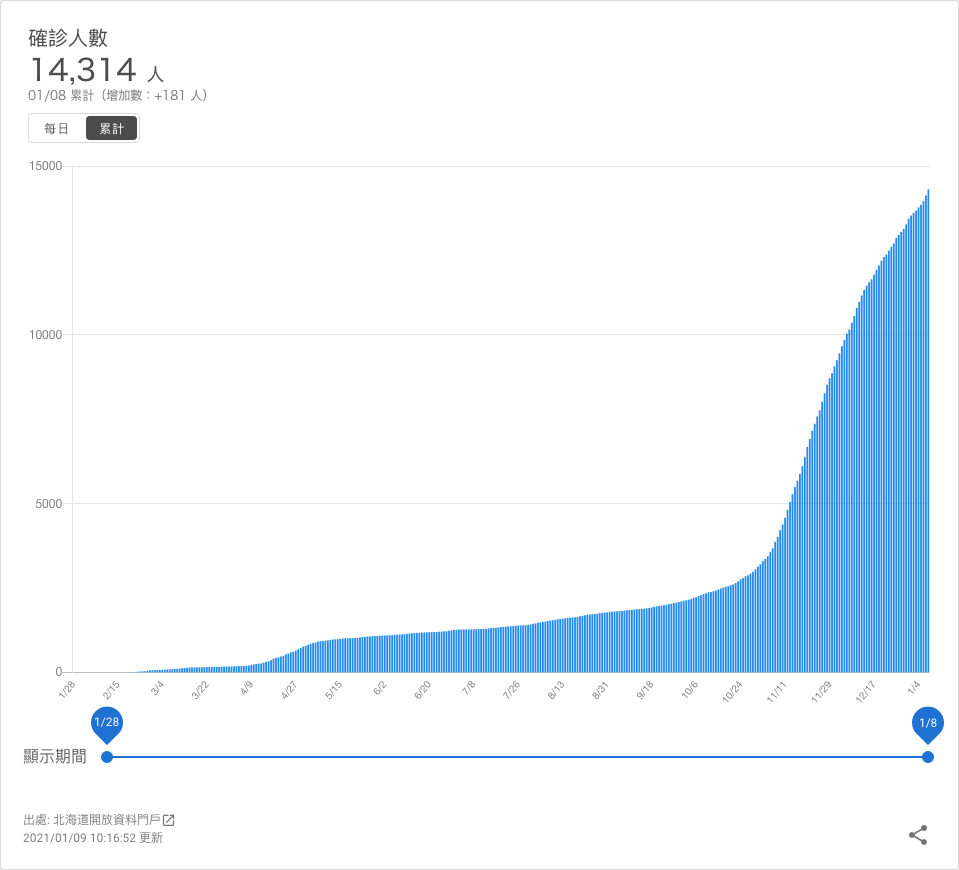 確診人數
14,314 人
01/08 累計（增加數：+181 人）
每日 累計
15000
10000
5000
0
1/28 2/15 3/4 3/22 4/9 4/27 5/15 6/2 6/20 7/8 7/26 8/13 8/31 9/18 10/6 10/24 11/11 11/29 12/17 1/4
1/28 1/8
顯示期間
出處: 北海道開放資料門戶
2021/01/09 10:16:52 更新